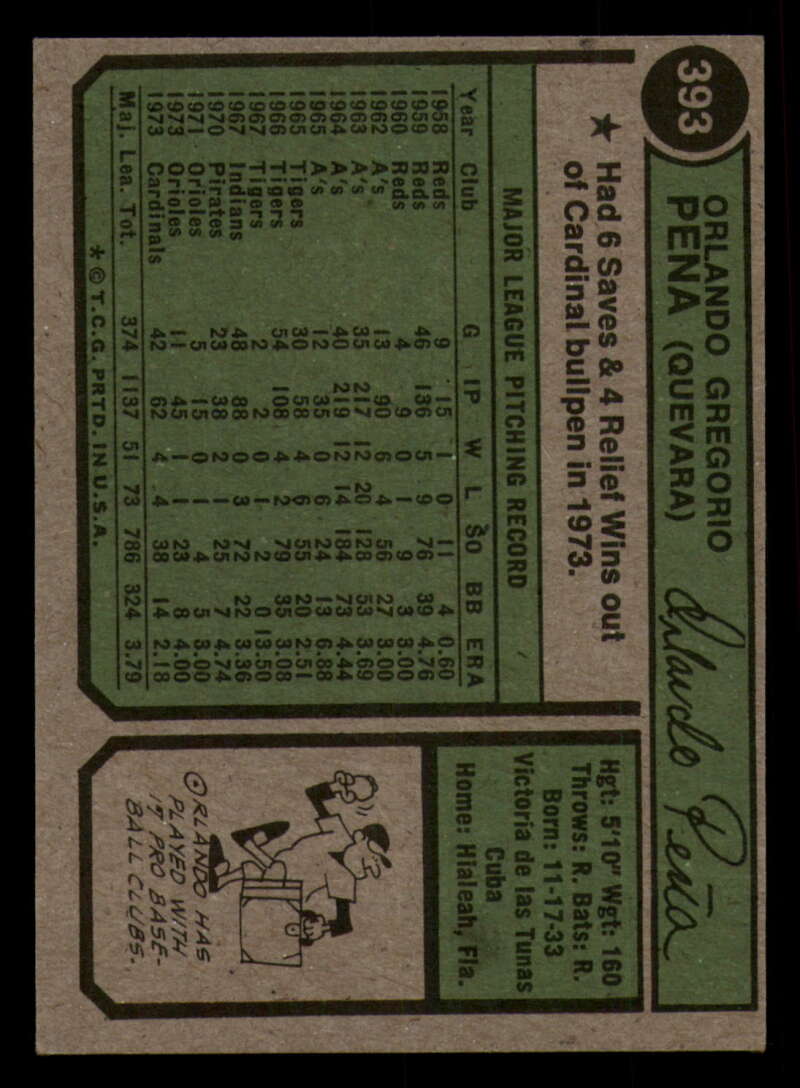 393
ORLANDO GREGORIO
PENA (QUEVARA)
Orlando Peña
★ Had 6 Saves & 4 Relief Wins out
of Cardinal bullpen in 1973.
MAJOR LEAGUE PITCHING RECORD
Year Club G IP W L SO BB ERA
1958 Reds 9 15 1 0 11 4 0.60
1959 Reds 46 136 5 9 76 39 4.76
1960 Reds 4 9 0 1 9 3 3.00
1962 A's 13 90 6 4 56 27 3.00
1963 A's 35 217 12 20 128 53 3.69
1964 A's 40 219 12 14 184 73 4.44
1965 A's 12 35 0 6 24 13 6.88
1965 Tigers 30 58 4 6 55 20 2.51
1966 Tigers 54 108 4 2 79 35 3.08
1967 Tigers 2 2 0 1 2 0 13.50
1967 Indians 48 88 0 3 72 22 3.36
1970 Pirates 23 38 2 1 25 7 4.74
1971 Orioles 5 15 0 1 4 5 3.00
1973 Orioles 11 45 1 1 23 8 4.00
1973 Cardinals 42 62 4 4 38 14 2.18
Maj. Lea. Tot. 374 1137 51 73 786 324 3.79
* © T.C.G. PRTD. IN U.S.A.
Hgt: 5'10" Wgt: 160
Throws: R. Bats: R.
Born: 11-17-33
Victoria de las Tunas
Cuba
Home: Hialeah, Fla.
ORLANDO HAS
PLAYED WITH
17 PRO BASE-
BALL CLUBS.